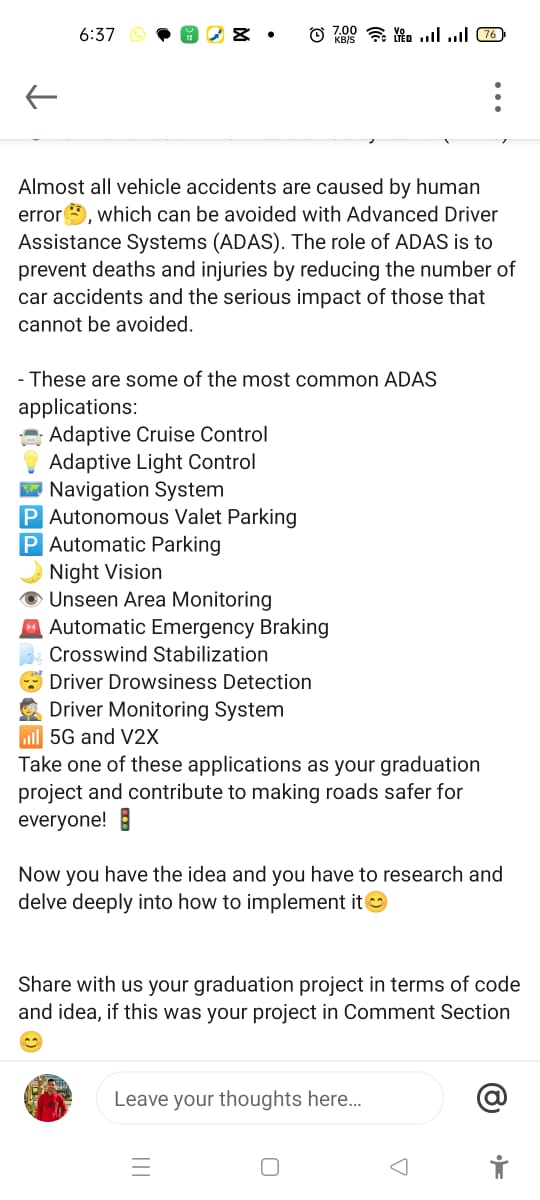 6:37
7.00
KB/S
Vo
LTE
76
Almost all vehicle accidents are caused by human
error🤔, which can be avoided with Advanced Driver
Assistance Systems (ADAS). The role of ADAS is to
prevent deaths and injuries by reducing the number of
car accidents and the serious impact of those that
cannot be avoided.
- These are some of the most common ADAS
applications:
🚘 Adaptive Cruise Control
💡 Adaptive Light Control
🗺️ Navigation System
🅿️ Autonomous Valet Parking
🅿️ Automatic Parking
🌙 Night Vision
👁️ Unseen Area Monitoring
🚨 Automatic Emergency Braking
🌬️ Crosswind Stabilization
😴 Driver Drowsiness Detection
🕵️ Driver Monitoring System
📶 5G and V2X
Take one of these applications as your graduation
project and contribute to making roads safer for
everyone! 🚦
Now you have the idea and you have to research and
delve deeply into how to implement it😊
Share with us your graduation project in terms of code
and idea, if this was your project in Comment Section
😊
Leave your thoughts here...
@